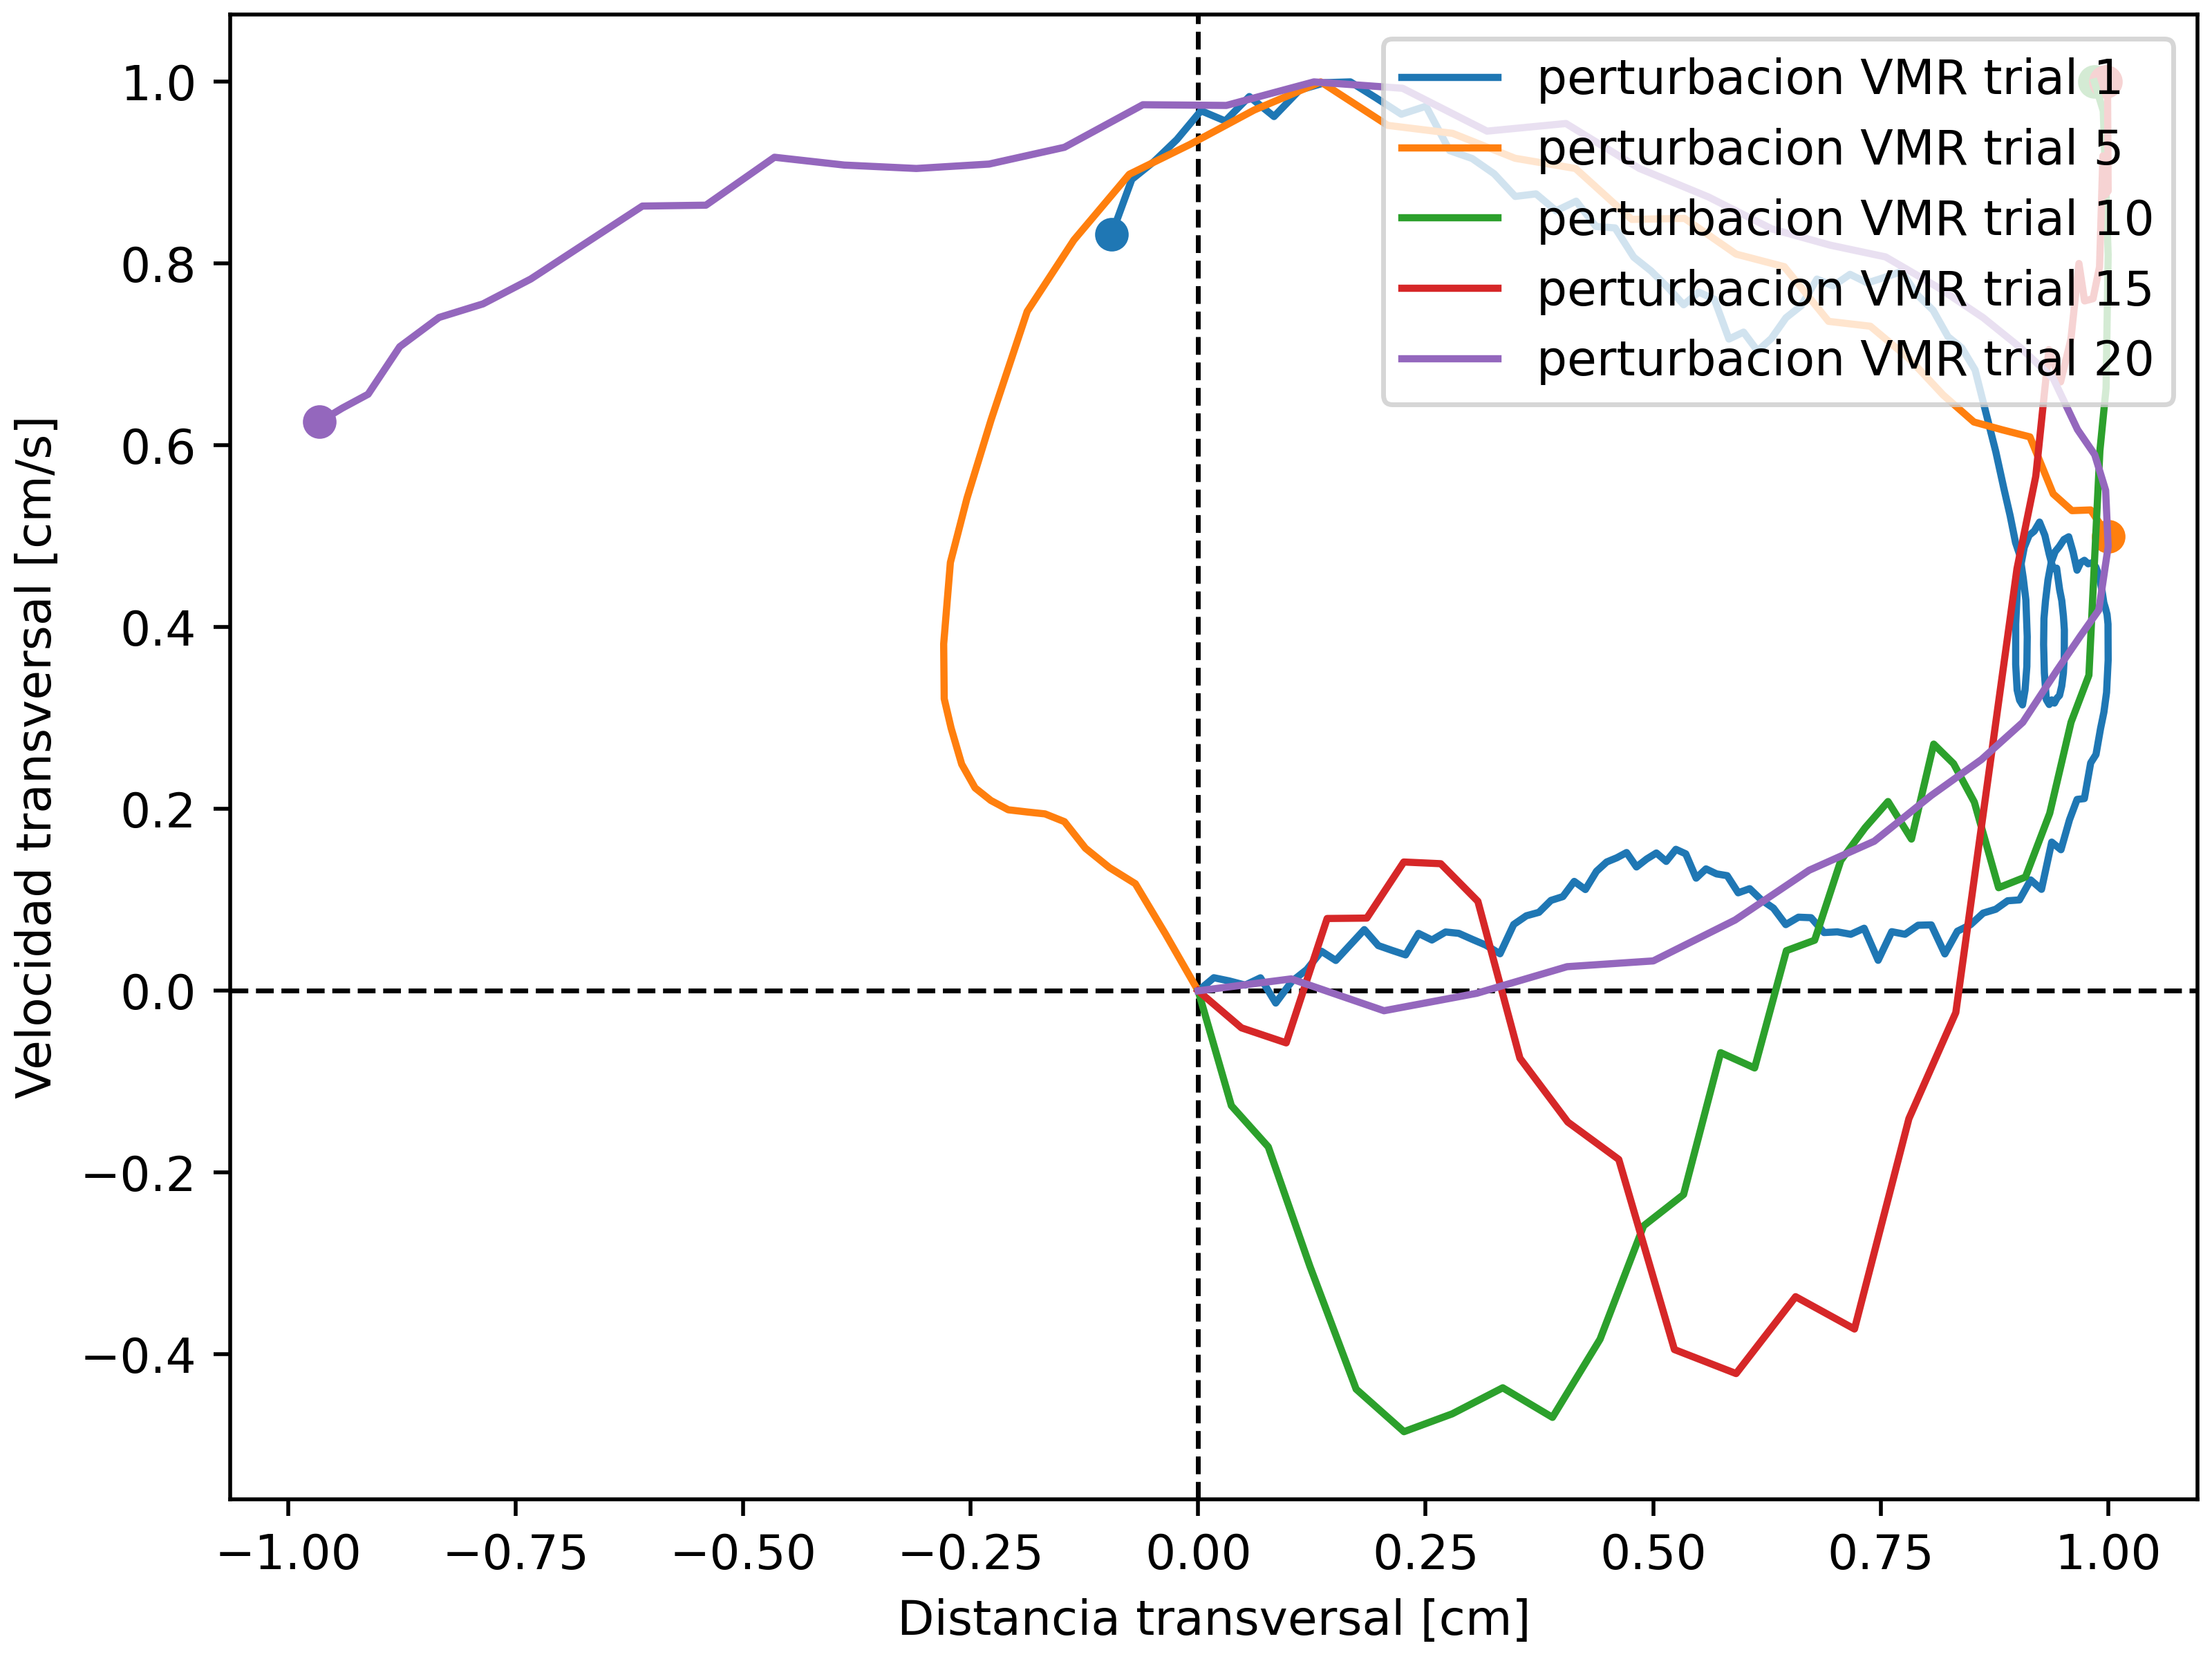 perturbacion VMR trial 1
perturbacion VMR trial 5
perturbacion VMR trial 10
perturbacion VMR trial 15
perturbacion VMR trial 20
Velocidad transversal [cm/s]
1.0
0.8
0.6
0.4
0.2
0.0
−0.2
−0.4
−1.00 −0.75 −0.50 −0.25 0.00 0.25 0.50 0.75 1.00
Distancia transversal [cm]